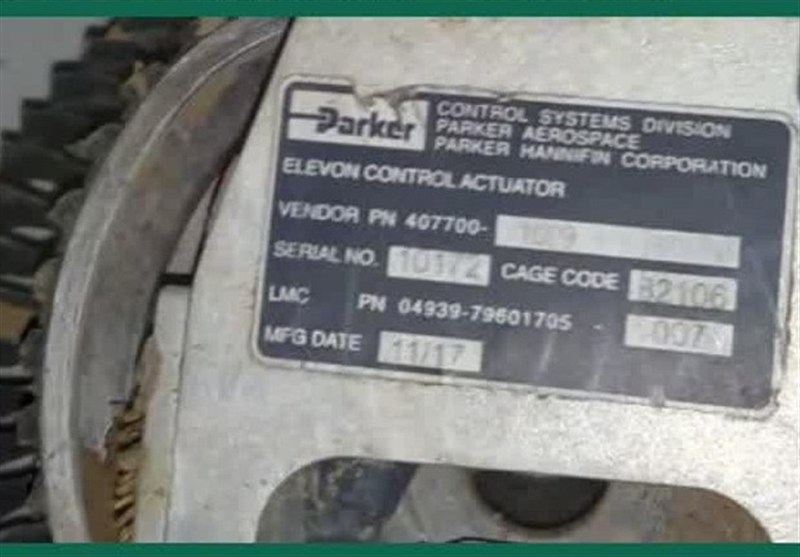 Parker
CONTROL SYSTEMS DIVISION
PARKER AEROSPACE
PARKER HANNIFIN CORPORATION
ELEVON CONTROL ACTUATOR
VENDOR PN 407700-
SERIAL NO. 10172 CAGE CODE 82106
LMC PN 04939-79601705 - 007
MFG DATE 11/17